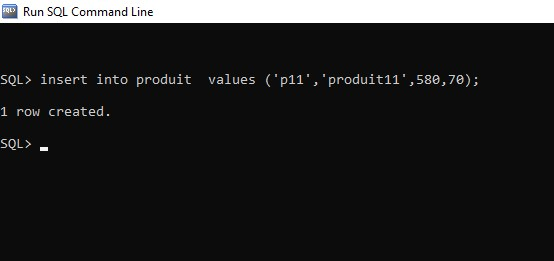 Run SQL Command Line
SQL> insert into produit  values ('p11','produit11',580,70);
1 row created.
SQL>